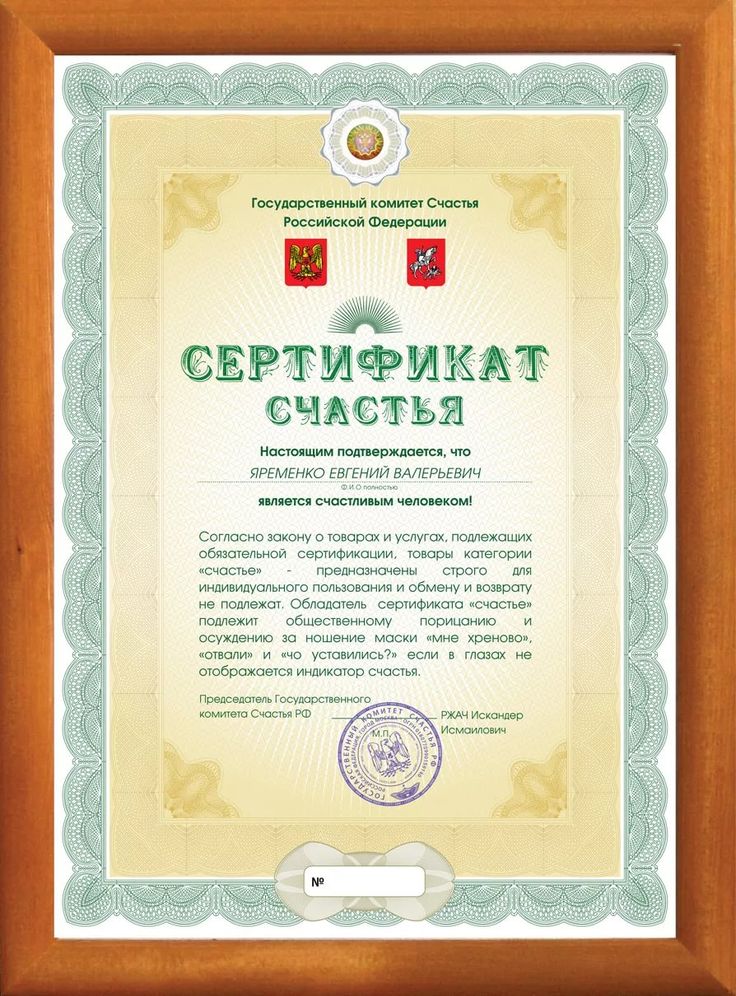 Государственный комитет Счастья
Российской Федерации
СЕРТИФИКАТ
СЧАСТЬЯ
Настоящим подтверждается, что
ЯРЕМЕНКО ЕВГЕНИЙ ВАЛЕРЬЕВИЧ
Ф.И.О полностью
является счастливым человеком!
Согласно закону о товарах и услугах, подлежащих
обязательной сертификации, товары категории
«счастье» - предназначены строго для
индивидуального пользования и обмену и возврату
не подлежат. Обладатель сертификата «счастье»
подлежит общественному порицанию и
осуждению за ношение маски «мне хреново»,
«отвали» и «чо уставились?» если в глазах не
отображается индикатор счастья.
Председатель Государственного
комитета Счастья РФ
РЖАЧ Искандер
Исмаилович
М.П.
ГОСУДАРСТВЕННЫЙ КОМИТЕТ СЧАСТЬЯ РФ
№